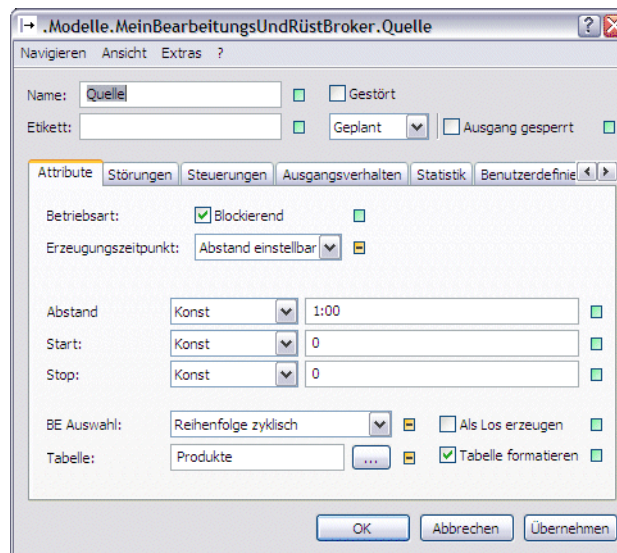 .Modelle.MeinBearbeitungsUndRüstBroker.Quelle
Navigieren Ansicht Extras ?
Name: Quelle Gestört
Etikett: Geplant Ausgang gesperrt
Attribute Störungen Steuerungen Ausgangsverhalten Statistik Benutzerdefinie
Betriebsart: Blockierend
Erzeugungszeitpunkt: Abstand einstellbar
Abstand Konst 1:00
Start: Konst 0
Stop: Konst 0
BE Auswahl: Reihenfolge zyklisch Als Los erzeugen
Tabelle: Produkte ... Tabelle formatieren
OK Abbrechen Übernehmen